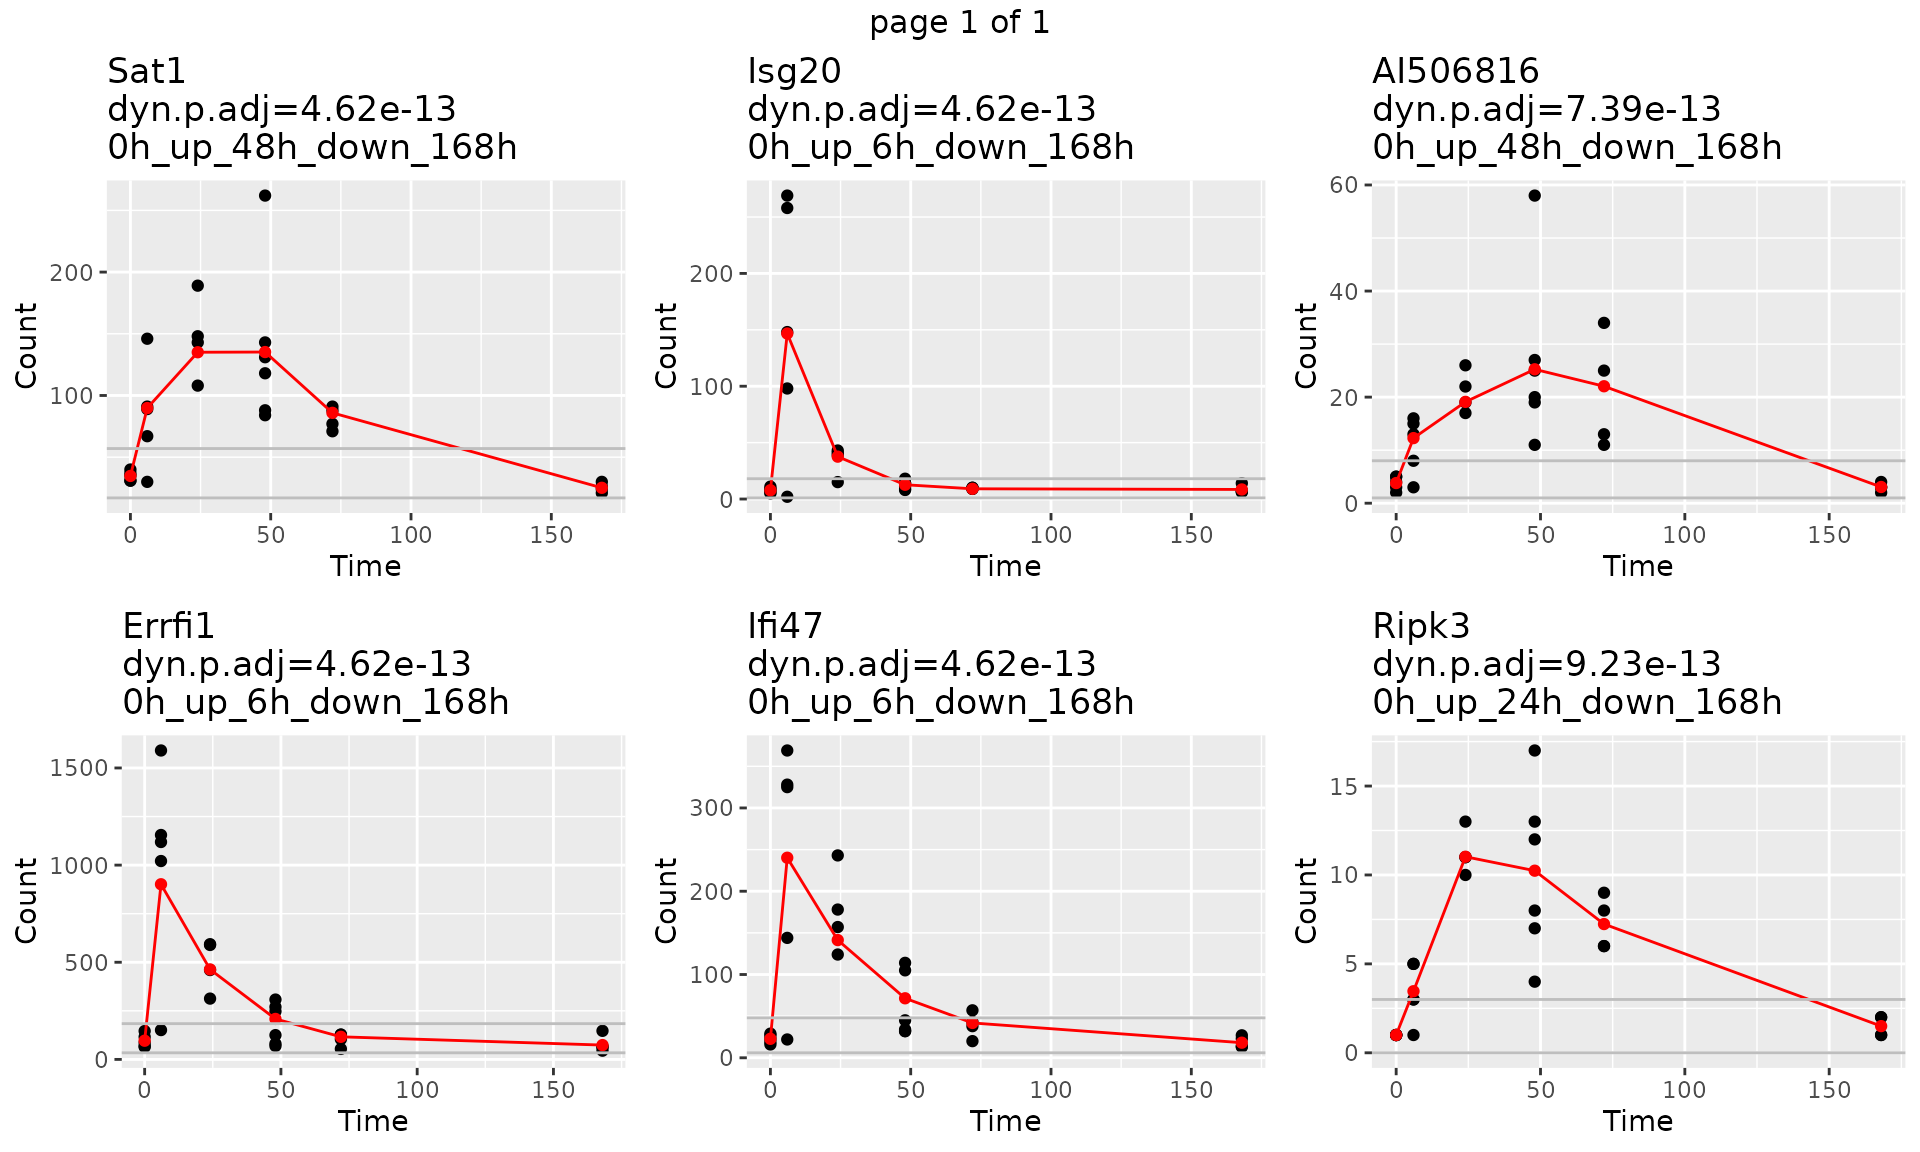 page 1 of 1
Sat1
dyn.p.adj=4.62e-13
0h_up_48h_down_168h
Count
200
100
0
50
100
150
Time
Isg20
dyn.p.adj=4.62e-13
0h_up_6h_down_168h
Count
200
100
0
0
50
100
150
Time
AI506816
dyn.p.adj=7.39e-13
0h_up_48h_down_168h
Count
60
40
20
0
0
50
100
150
Time
Errfi1
dyn.p.adj=4.62e-13
0h_up_6h_down_168h
Count
1500
1000
500
0
0
50
100
150
Time
Ifi47
dyn.p.adj=4.62e-13
0h_up_6h_down_168h
Count
300
200
100
0
0
50
100
150
Time
Ripk3
dyn.p.adj=9.23e-13
0h_up_24h_down_168h
Count
15
10
5
0
0
50
100
150
Time